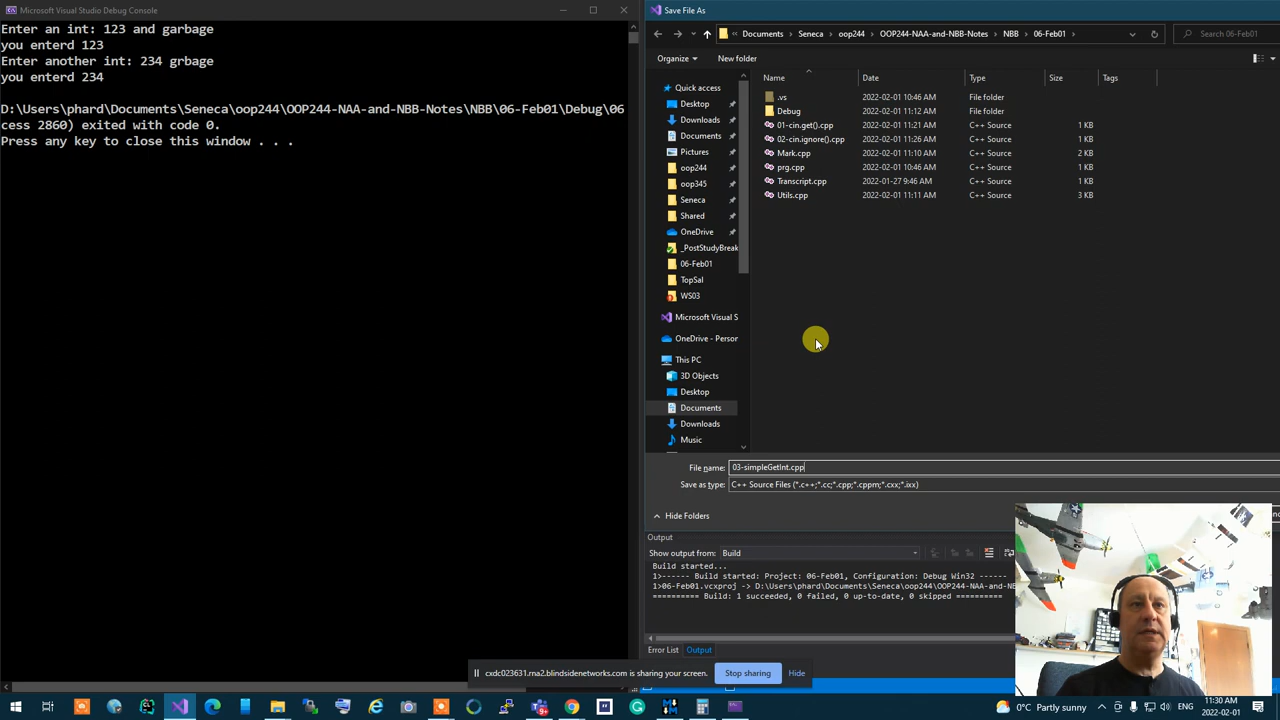 Microsoft Visual Studio Debug Console
Enter an int: 123 and garbage
you enterd 123
Enter another int: 234 grbage
you enterd 234
D:\Users\phard\Documents\Seneca\oop244\OOP244-NAA-and-NBB-Notes\NBB\06-Feb01\Debug\06
cess 2860) exited with code 0.
Press any key to close this window . . .
Save File As
« Documents > Seneca > oop244 > OOP244-NAA-and-NBB-Notes > NBB > 06-Feb01 >
Search 06-Feb01
Organize New folder
Name Date Type Size Tags
.vs 2022-02-01 10:46 AM File folder
Debug 2022-02-01 11:12 AM File folder
01-cin.get().cpp 2022-02-01 11:21 AM C++ Source 1 KB
02-cin.ignore().cpp 2022-02-01 11:26 AM C++ Source 1 KB
Mark.cpp 2022-02-01 11:10 AM C++ Source 2 KB
prg.cpp 2022-02-01 10:46 AM C++ Source 1 KB
Transcript.cpp 2022-01-27 9:46 AM C++ Source 1 KB
Utils.cpp 2022-02-01 11:11 AM C++ Source 3 KB
Quick access
Desktop
Downloads
Documents
Pictures
oop244
oop345
Seneca
Shared
OneDrive
_PostStudyBreak
06-Feb01
TopSal
WS03
Microsoft Visual S
OneDrive - Person
This PC
3D Objects
Desktop
Documents
Downloads
Music
File name: 03-simpleGetInt.cpp
Save as type: C++ Source Files (*.c++;*.cc;*.cpp;*.cppm;*.cxx;*.ixx)
Hide Folders
Output
Show output from: Build
Build started...
1>------ Build started: Project: 06-Feb01, Configuration: Debug Win32 ------
1>06-Feb01.vcxproj -> D:\Users\phard\Documents\Seneca\oop244\OOP244-NAA-and-NB
========== Build: 1 succeeded, 0 failed, 0 up-to-date, 0 skipped ==========
Error List Output
cxdc023631.rna2.blindsidenetworks.com is sharing your screen. Stop sharing Hide
0°C Partly sunny
ENG
11:30 AM
2022-02-01